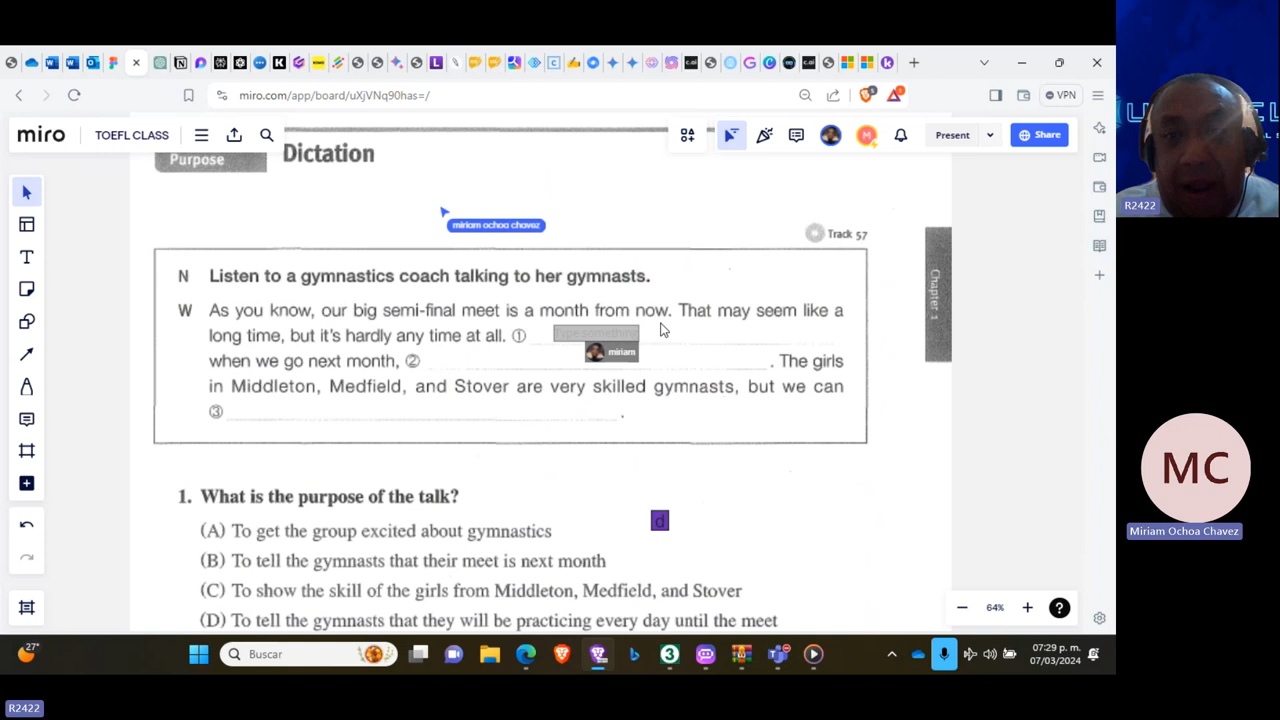 miro.com/app/board/uxJVNq90has=/
VPN
miro
TOEFL CLASS
Present
Share
Purpose
Dictation
miriam ochoa chavez
Track 57
N Listen to a gymnastics coach talking to her gymnasts.
W As you know, our big semi-final meet is a month from now. That may seem like a
long time, but it's hardly any time at all. ①
Type something
miriam
when we go next month, ② . The girls
in Middleton, Medfield, and Stover are very skilled gymnasts, but we can
③ .
Chapter 1
1. What is the purpose of the talk?
d
(A) To get the group excited about gymnastics
(B) To tell the gymnasts that their meet is next month
(C) To show the skill of the girls from Middleton, Medfield, and Stover
(D) To tell the gymnasts that they will be practicing every day until the meet
64%
R2422
MC
Miriam Ochoa Chavez
27°
Buscar
07:29 p. m.
07/03/2024
R2422